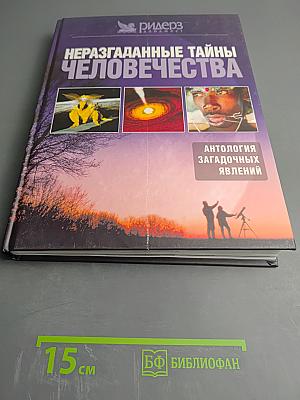 ридерз
дайджест
НЕРАЗГАДАННЫЕ ТАЙНЫ
ЧЕЛОВЕЧЕСТВА
АНТОЛОГИЯ
ЗАГАДОЧНЫХ
ЯВЛЕНИЙ
15 см
БФ БИБЛИОФАН